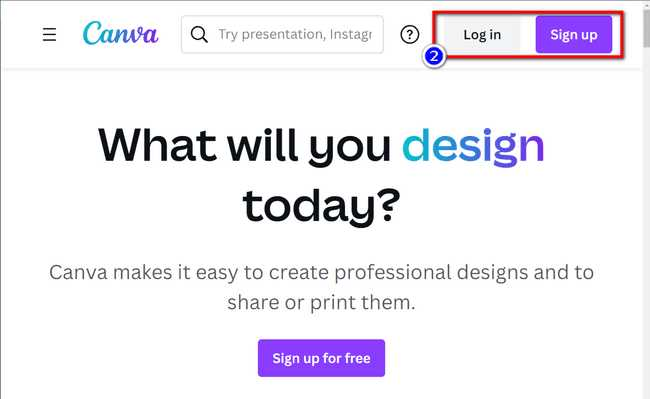 Canva
Try presentation, Instagr
?
Log in
Sign up
2
What will you design
today?
Canva makes it easy to create professional designs and to
share or print them.
Sign up for free